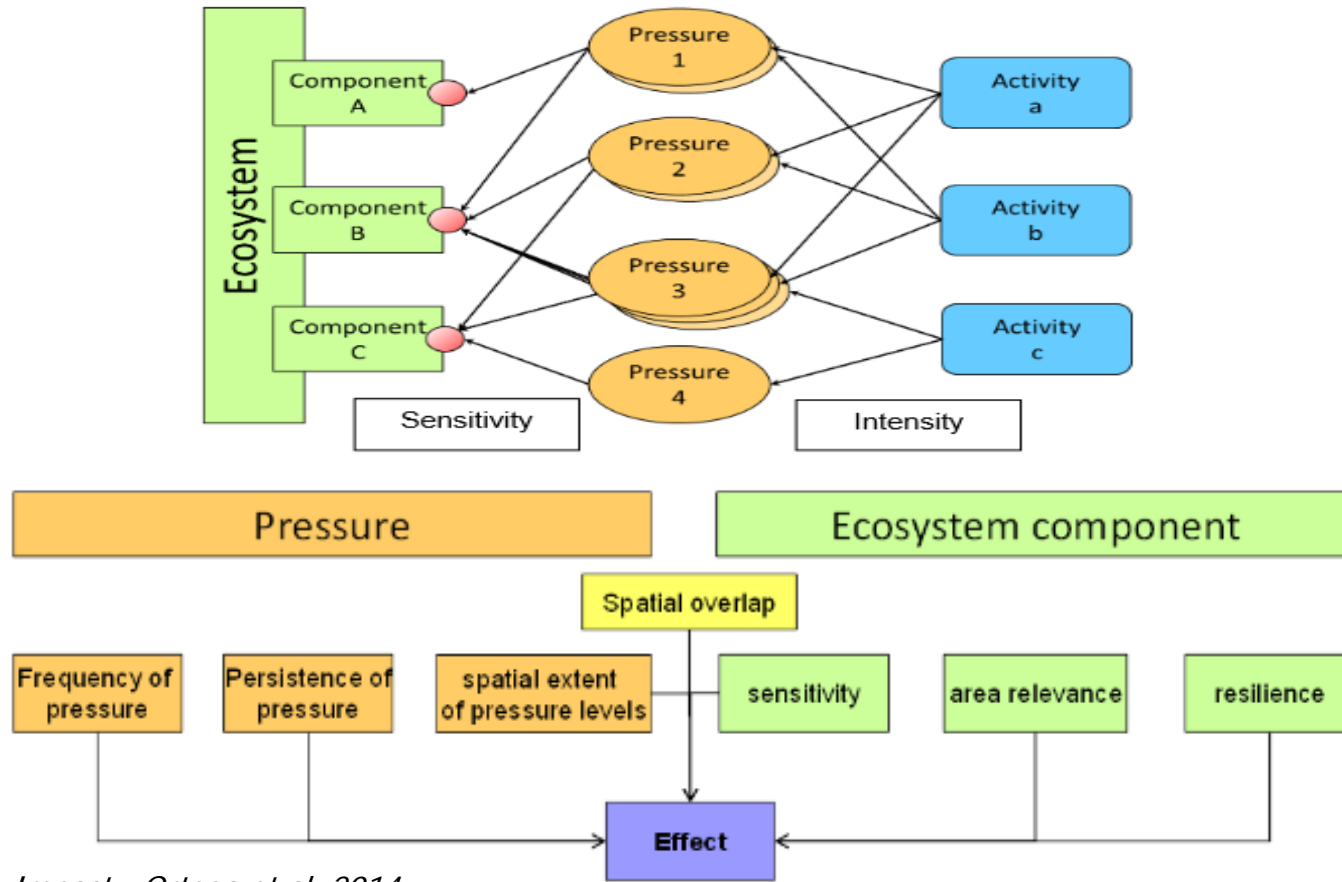 Ecosystem
Component
A
Component
B
Component
C
Pressure
1
Pressure
2
Pressure
3
Pressure
4
Activity
a
Activity
b
Activity
c
Sensitivity
Intensity
Pressure
Ecosystem component
Spatial overlap
Frequency of
pressure
Persistence of
pressure
spatial extent
of pressure levels
sensitivity
area relevance
resilience
Effect